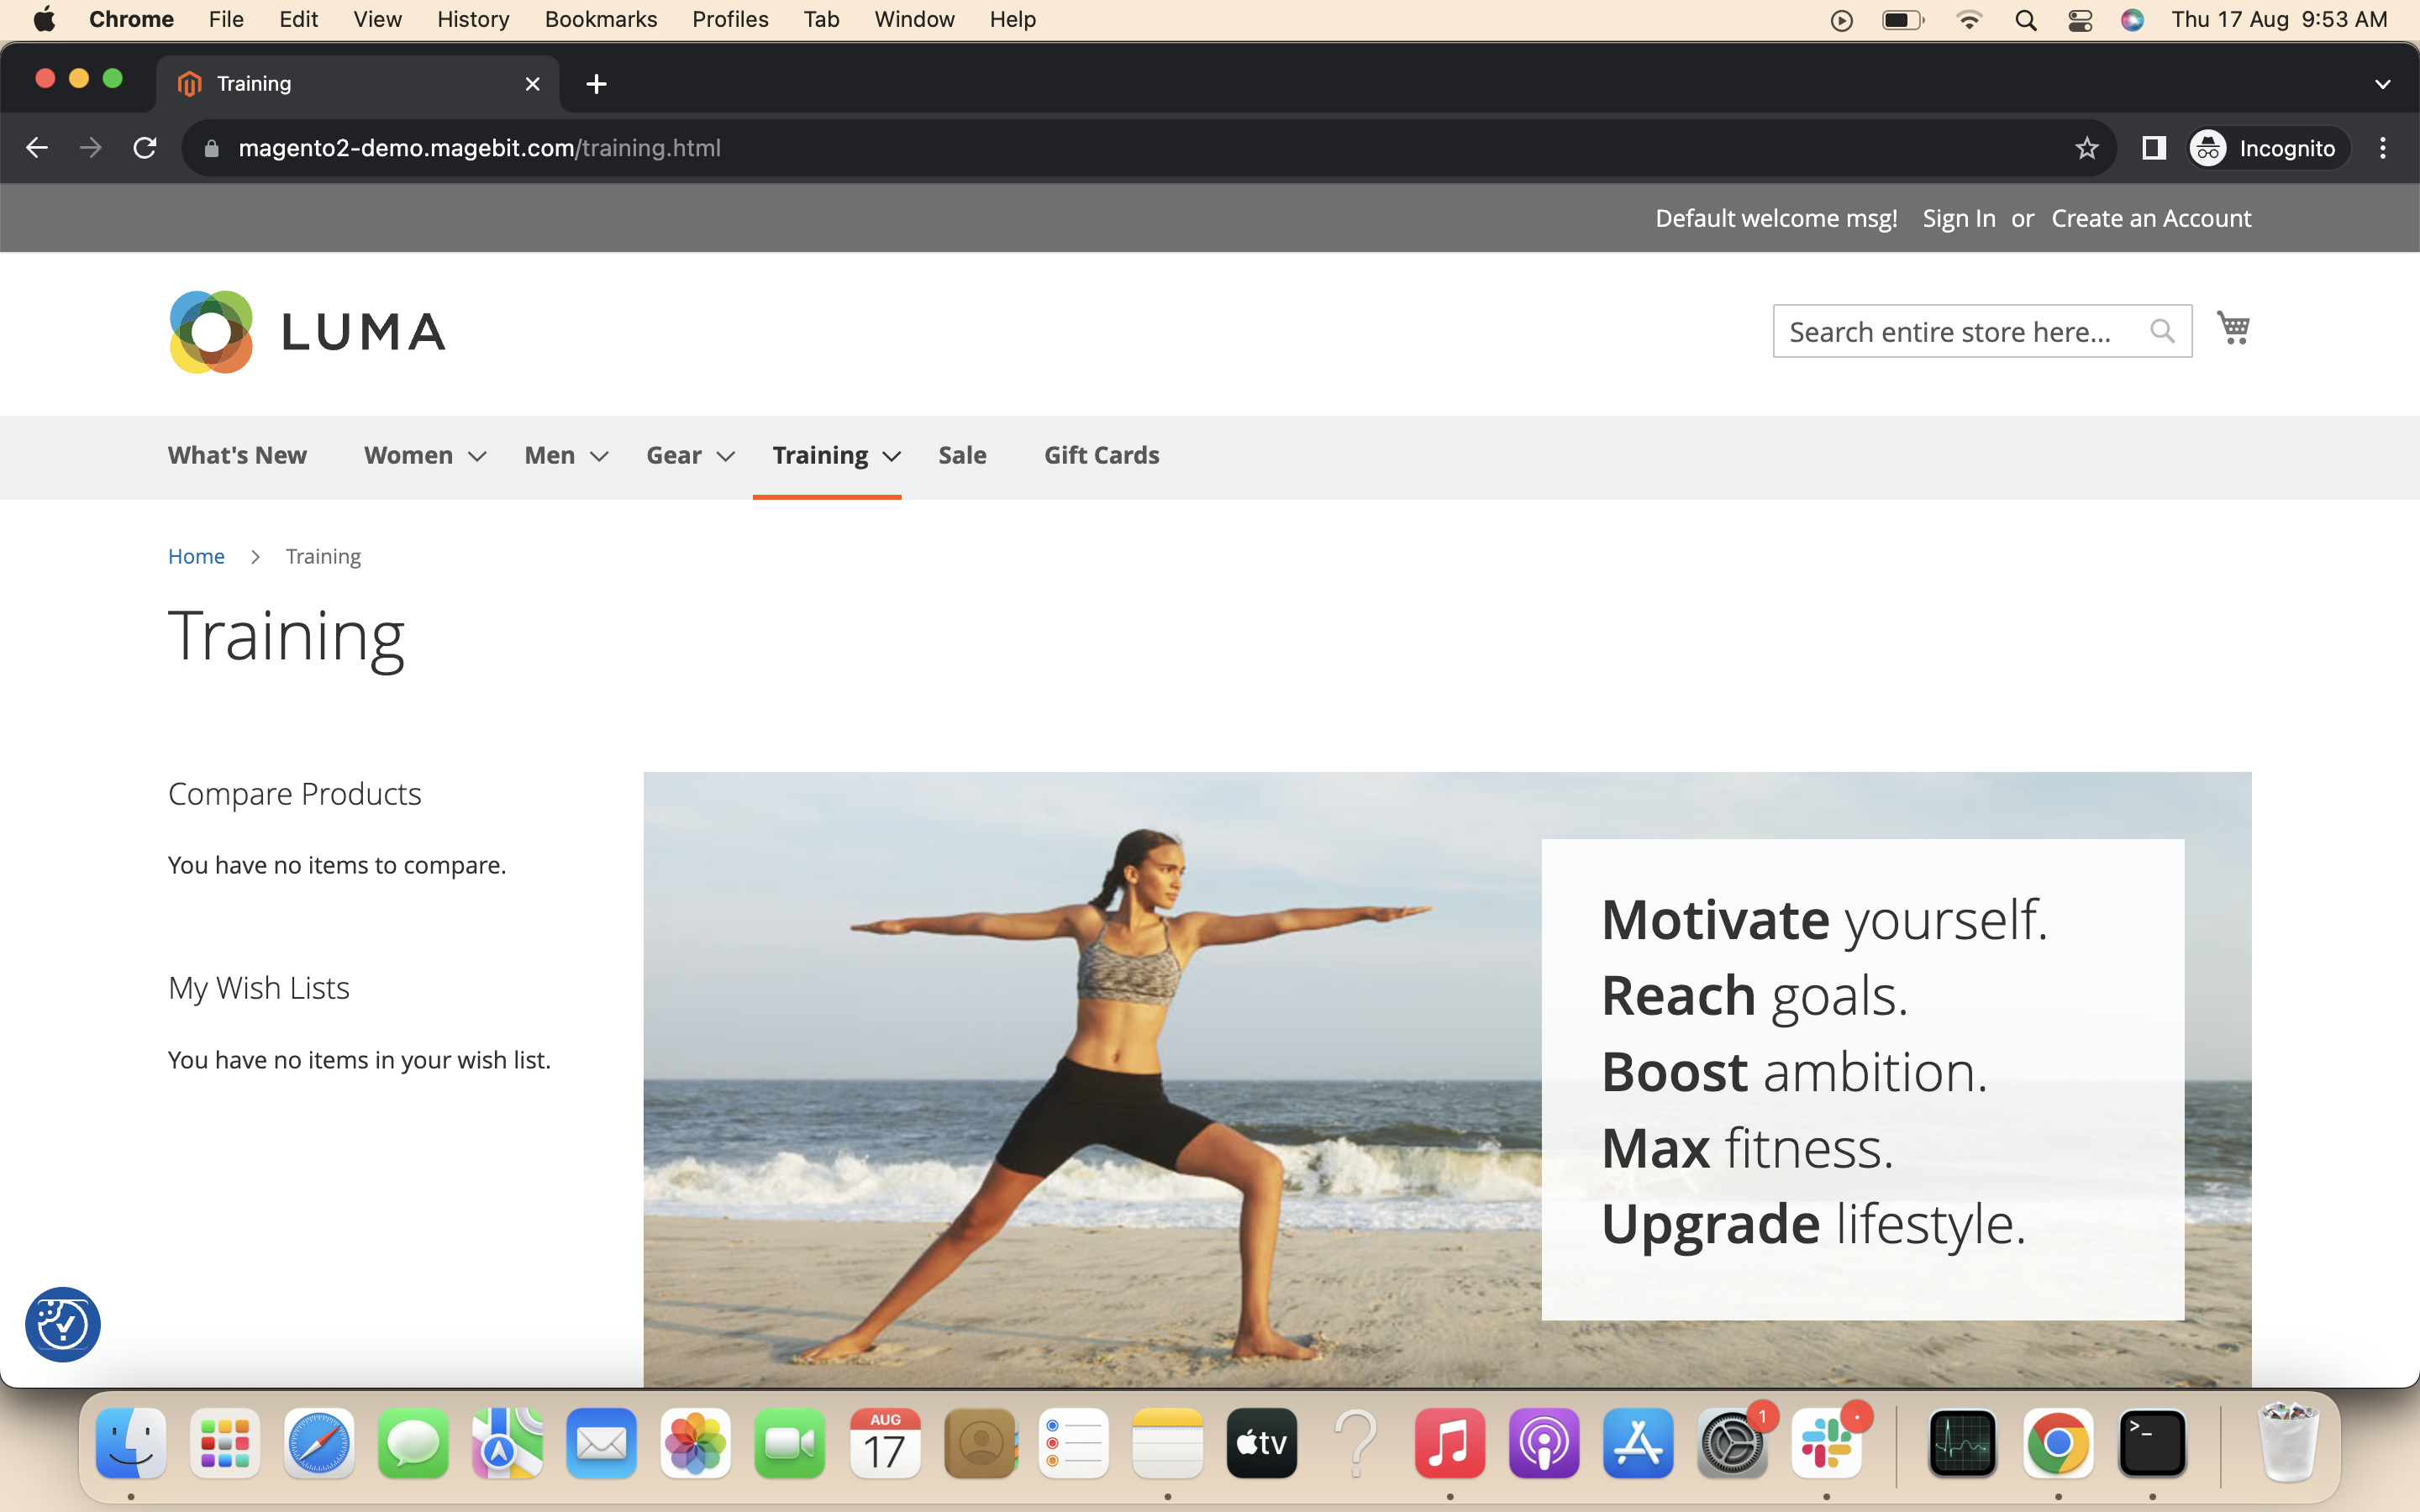 Chrome File Edit View History Bookmarks Profiles Tab Window Help Thu 17 Aug 9:53 AM
Training
magento2-demo.magebit.com/training.html Incognito
Default welcome msg! Sign In or Create an Account
LUMA
Search entire store here...
What's New Women Men Gear Training Sale Gift Cards
Home > Training
Training
Compare Products
You have no items to compare.
My Wish Lists
You have no items in your wish list.
Motivate yourself.
Reach goals.
Boost ambition.
Max fitness.
Upgrade lifestyle.
AUG
17
tv
1
>_